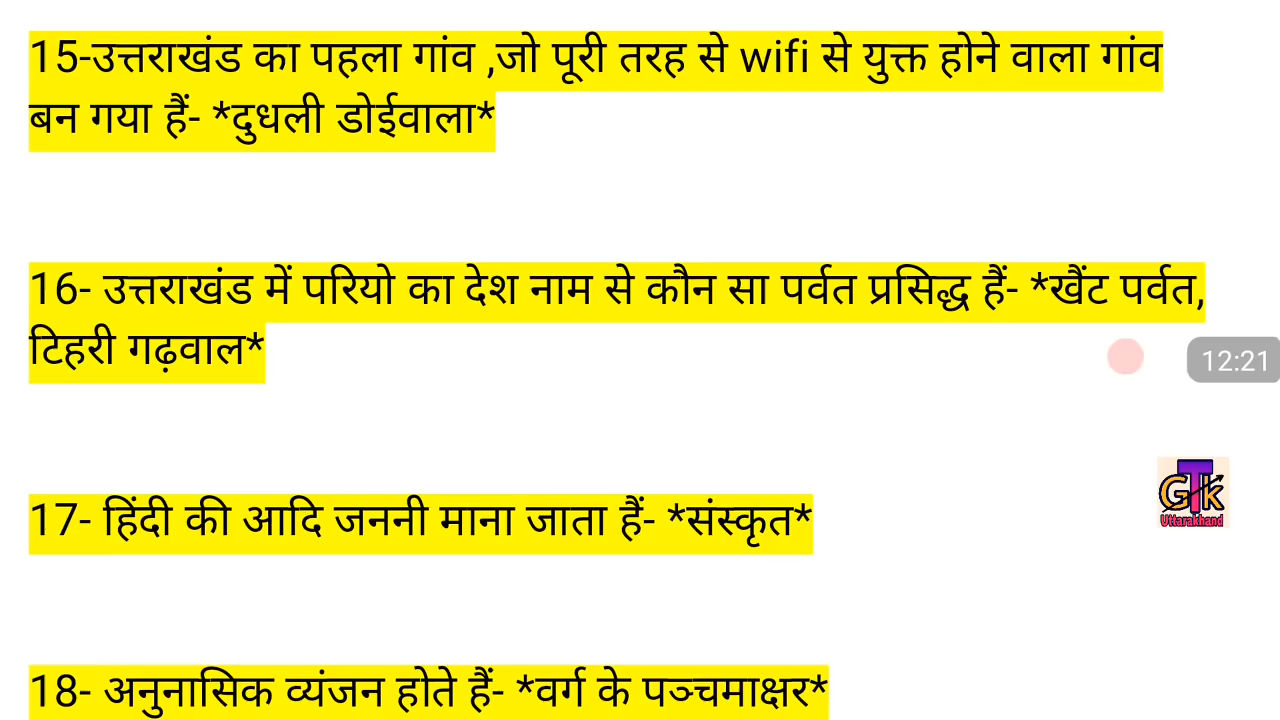 15-उत्तराखंड का पहला गांव ,जो पूरी तरह से wifi से युक्त होने वाला गांव
बन गया हैं- *दुधली डोईवाला*
16- उत्तराखंड में परियो का देश नाम से कौन सा पर्वत प्रसिद्ध हैं- *खैंट पर्वत,
टिहरी गढ़वाल*
12:21
GTK
Uttarakhand
17- हिंदी की आदि जननी माना जाता हैं- *संस्कृत*
18- अनुनासिक व्यंजन होते हैं- *वर्ग के पञ्चमाक्षर*